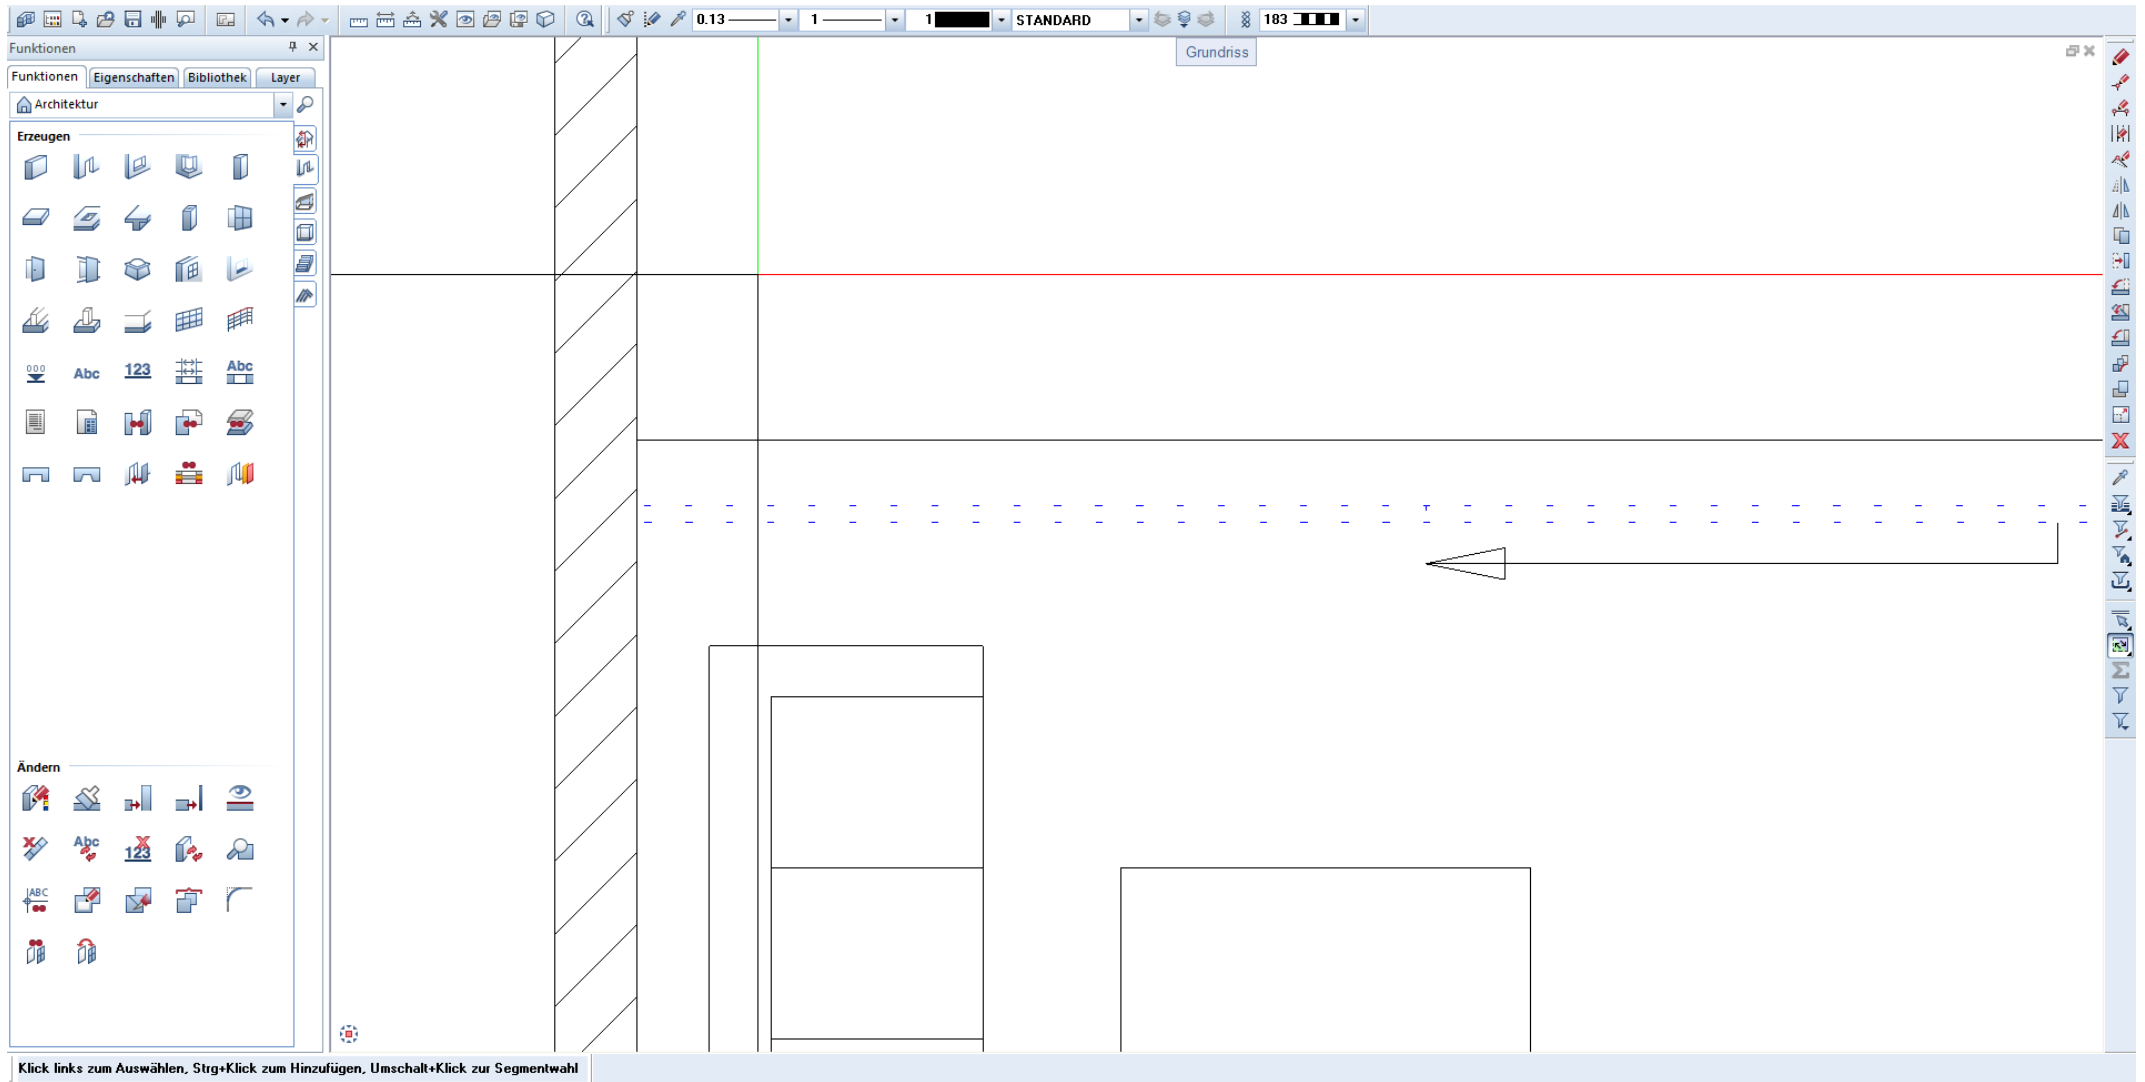 0.13
1
1
STANDARD
183
Funktionen
Grundriss
Funktionen Eigenschaften Bibliothek Layer
Architektur
Erzeugen
000 Abc 123 Abc
Ändern
Abc 123
ABC
Klick links zum Auswählen, Strg+Klick zum Hinzufügen, Umschalt+Klick zur Segmentwahl